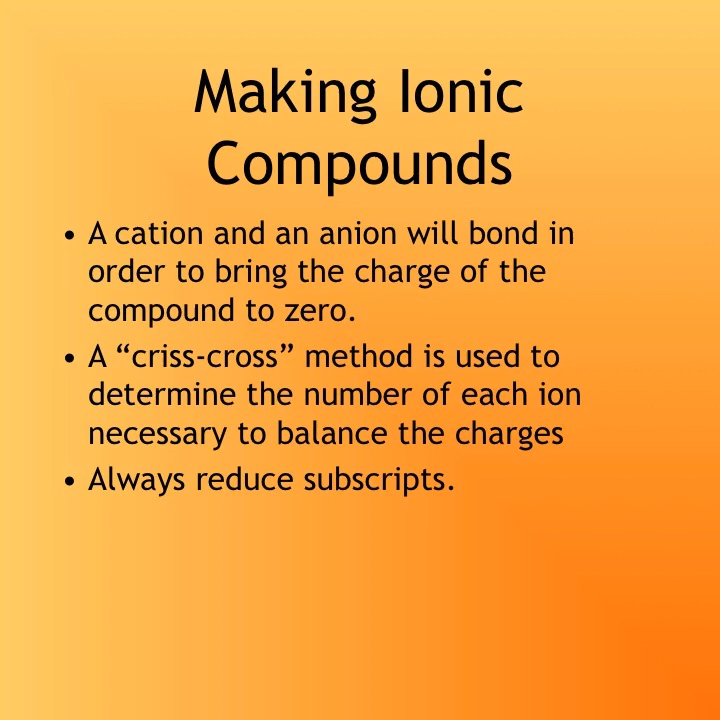 Making Ionic
Compounds
• A cation and an anion will bond in
order to bring the charge of the
compound to zero.
• A “criss-cross” method is used to
determine the number of each ion
necessary to balance the charges
• Always reduce subscripts.